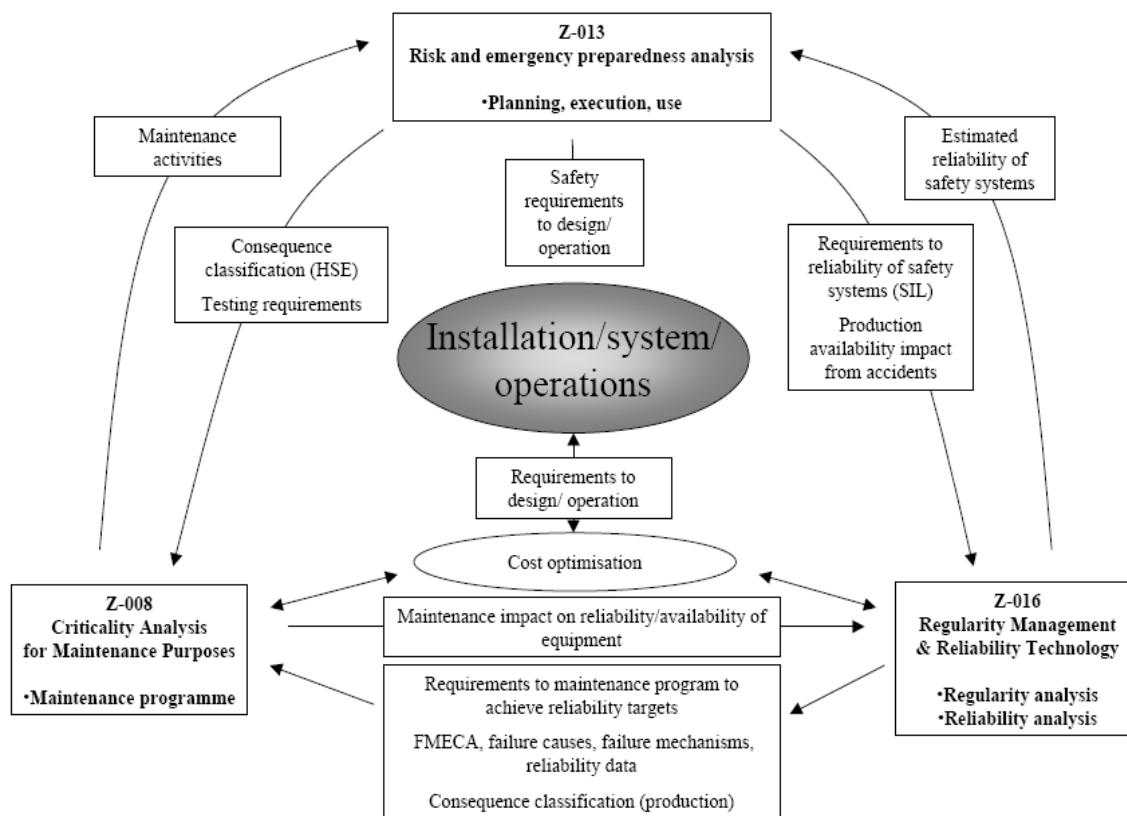 Z-013
Risk and emergency preparedness analysis
•Planning, execution, use
Maintenance
activities
Estimated
reliability of
safety systems
Safety
requirements
to design/
operation
Consequence
classification (HSE)
Testing requirements
Requirements to
reliability of safety
systems (SIL)
Production
availability impact
from accidents
Installation/system/
operations
Requirements to
design/ operation
Cost optimisation
Z-008
Criticality Analysis
for Maintenance Purposes
•Maintenance programme
Maintenance impact on reliability/availability of
equipment
Z-016
Regularity Management
& Reliability Technology
•Regularity analysis
•Reliability analysis
Requirements to maintenance program to
achieve reliability targets
FMECA, failure causes, failure mechanisms,
reliability data
Consequence classification (production)